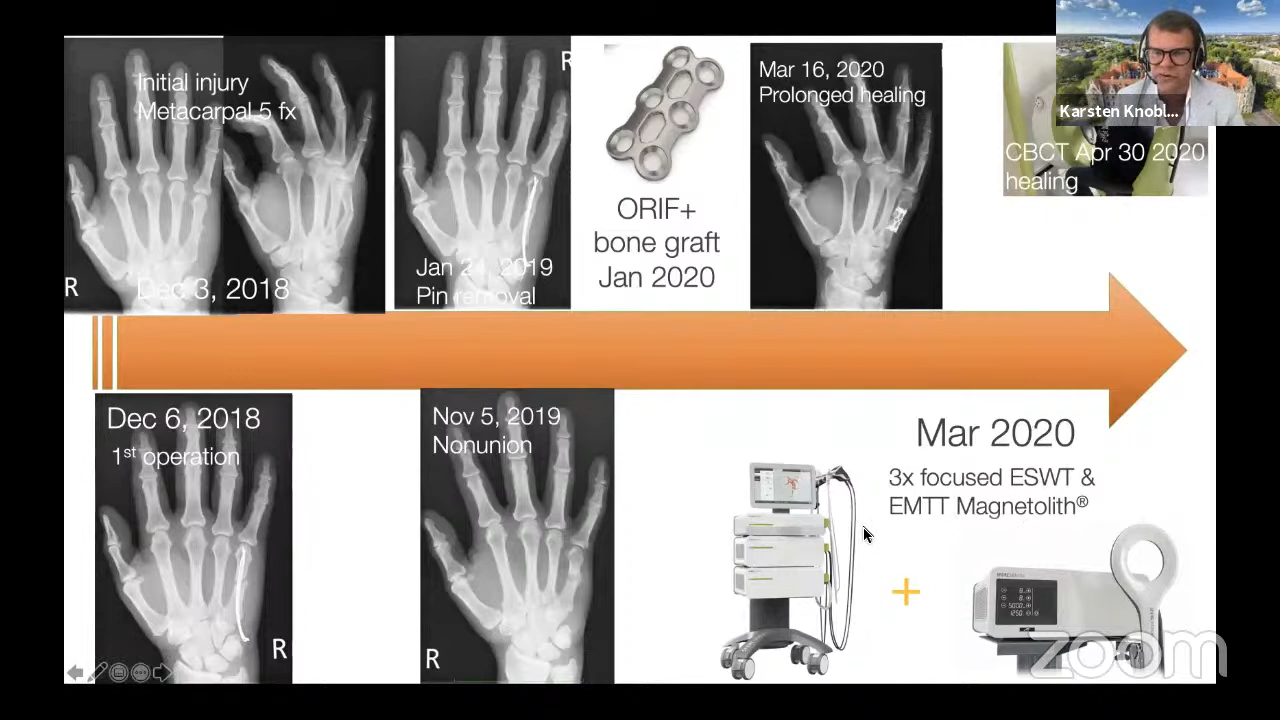 Initial injury
Metacarpal 5 fx
Dec 3, 2018
R
R
Jan 21, 2019
Pin removal
ORIF+
bone graft
Jan 2020
Mar 16, 2020
Prolonged healing
Karsten Knobl...
CBCT Apr 30 2020
healing
Dec 6, 2018
1st operation
R
Nov 5, 2019
Nonunion
R
Mar 2020
3x focused ESWT &
EMTT Magnetolith®
+
zoom